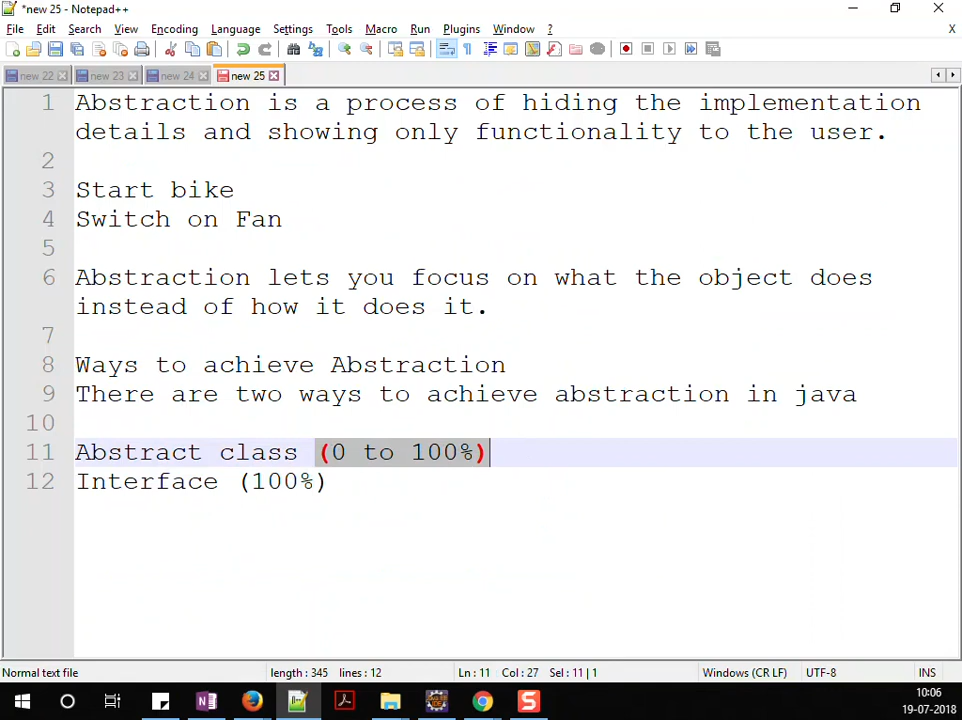 *new 25 - Notepad++
File Edit Search View Encoding Language Settings Tools Macro Run Plugins Window ? X
new 22 new 23 new 24 new 25
1 Abstraction is a process of hiding the implementation
details and showing only functionality to the user.
2
3 Start bike
4 Switch on Fan
5
6 Abstraction lets you focus on what the object does
instead of how it does it.
7
8 Ways to achieve Abstraction
9 There are two ways to achieve abstraction in java
10
11 Abstract class (0 to 100%)
12 Interface (100%)
Normal text file length : 345 lines : 12 Ln : 11 Col : 27 Sel : 11 | 1 Windows (CR LF) UTF-8 INS
10:06
19-07-2018